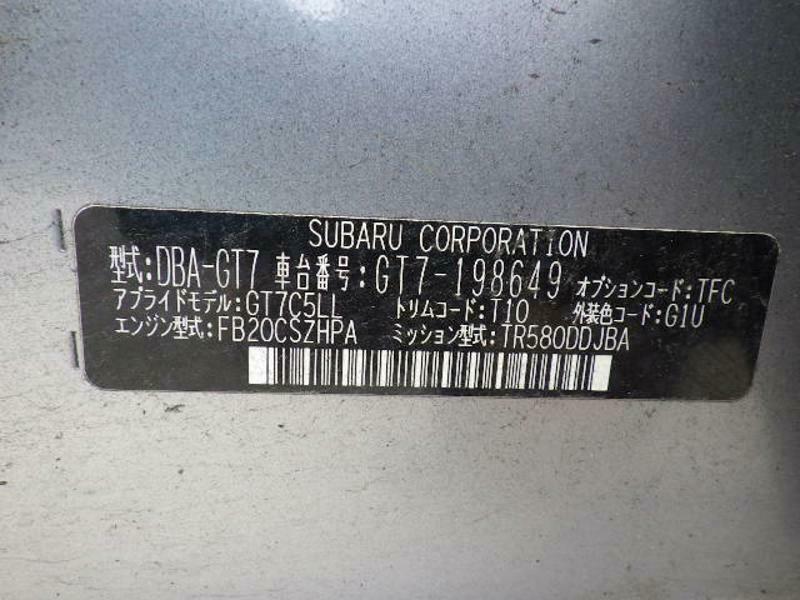 SUBARU CORPORATION
型式:DBA-GT7 車台番号:GT7-198649 オプションコード:TFC
アプライドモデル:GT7C5LL トリムコード:T10 外装色コード:G1U
エンジン型式:FB20CSZHPA ミッション型式:TR580DDJBA